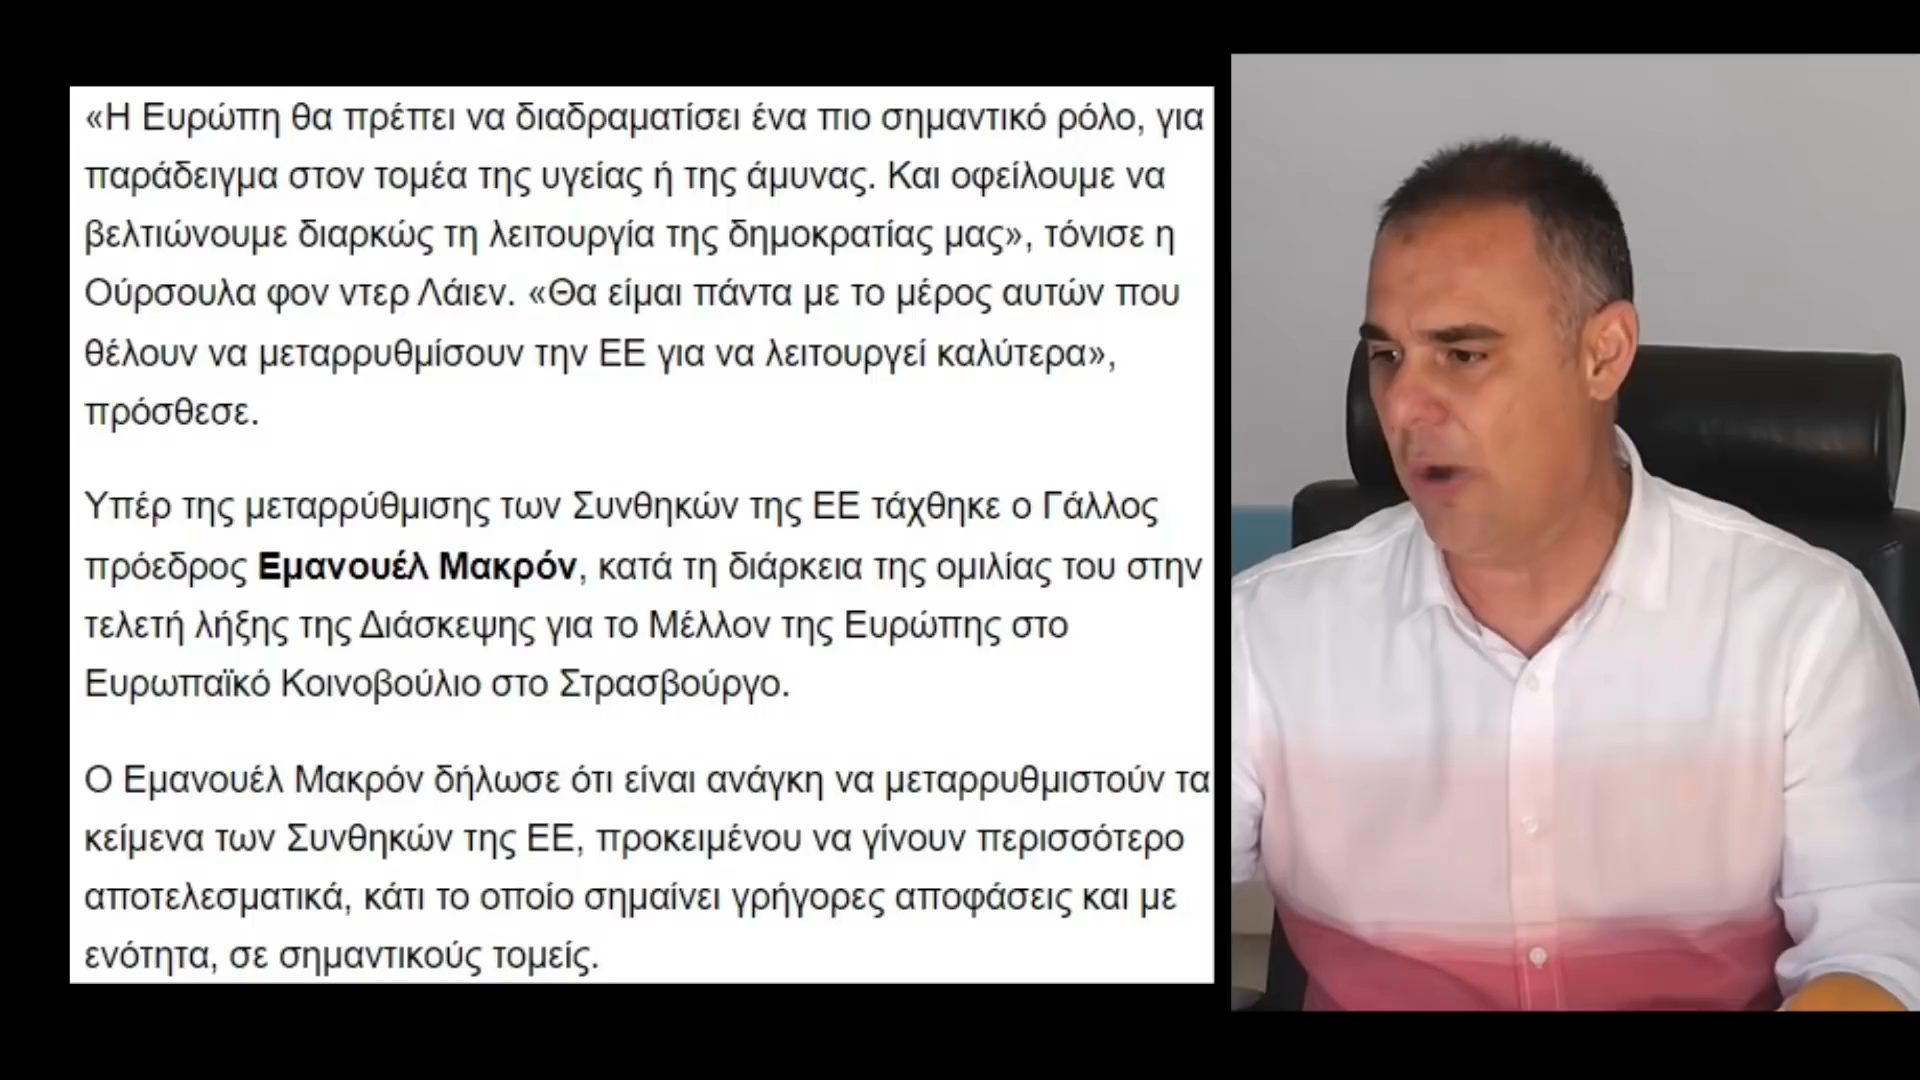 «Η Ευρώπη θα πρέπει να διαδραματίσει ένα πιο σημαντικό ρόλο, για
παράδειγμα στον τομέα της υγείας ή της άμυνας. Και οφείλουμε να
βελτιώνουμε διαρκώς τη λειτουργία της δημοκρατίας μας», τόνισε η
Ούρσουλα φον ντερ Λάιεν. «Θα είμαι πάντα με το μέρος αυτών που
θέλουν να μεταρρυθμίσουν την ΕΕ για να λειτουργεί καλύτερα»,
πρόσθεσε.
Υπέρ της μεταρρύθμισης των Συνθηκών της ΕΕ τάχθηκε ο Γάλλος
πρόεδρος Εμανουέλ Μακρόν, κατά τη διάρκεια της ομιλίας του στην
τελετή λήξης της Διάσκεψης για το Μέλλον της Ευρώπης στο
Ευρωπαϊκό Κοινοβούλιο στο Στρασβούργο.
Ο Εμανουέλ Μακρόν δήλωσε ότι είναι ανάγκη να μεταρρυθμιστούν τα
κείμενα των Συνθηκών της ΕΕ, προκειμένου να γίνουν περισσότερο
αποτελεσματικά, κάτι το οποίο σημαίνει γρήγορες αποφάσεις και με
ενότητα, σε σημαντικούς τομείς.